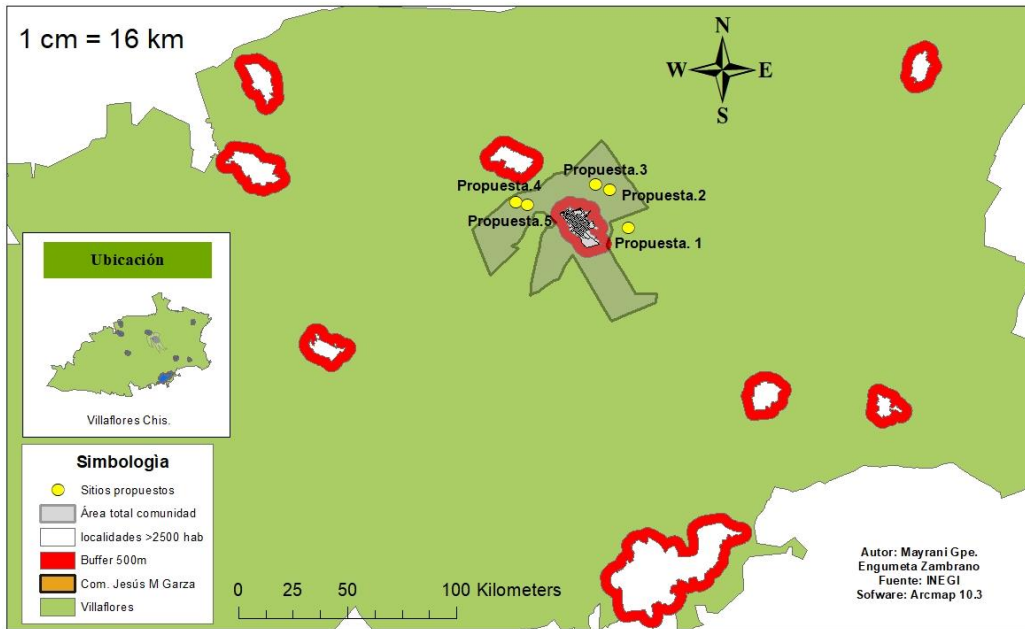 1 cm = 16 km
N
W
E
S
Propuesta.3
Propuesta.4
Propuesta.2
Propuesta.5
Propuesta. 1
Ubicación
Villaflores Chis.
Simbologìa
Sitios propuestos
Área total comunidad
localidades >2500 hab
Buffer 500m
Com. Jesús M Garza
Villaflores
0 25 50 100 Kilometers
Autor: Mayrani Gpe.
Engumeta Zambrano
Fuente: INEGI
Sofware: Arcmap 10.3